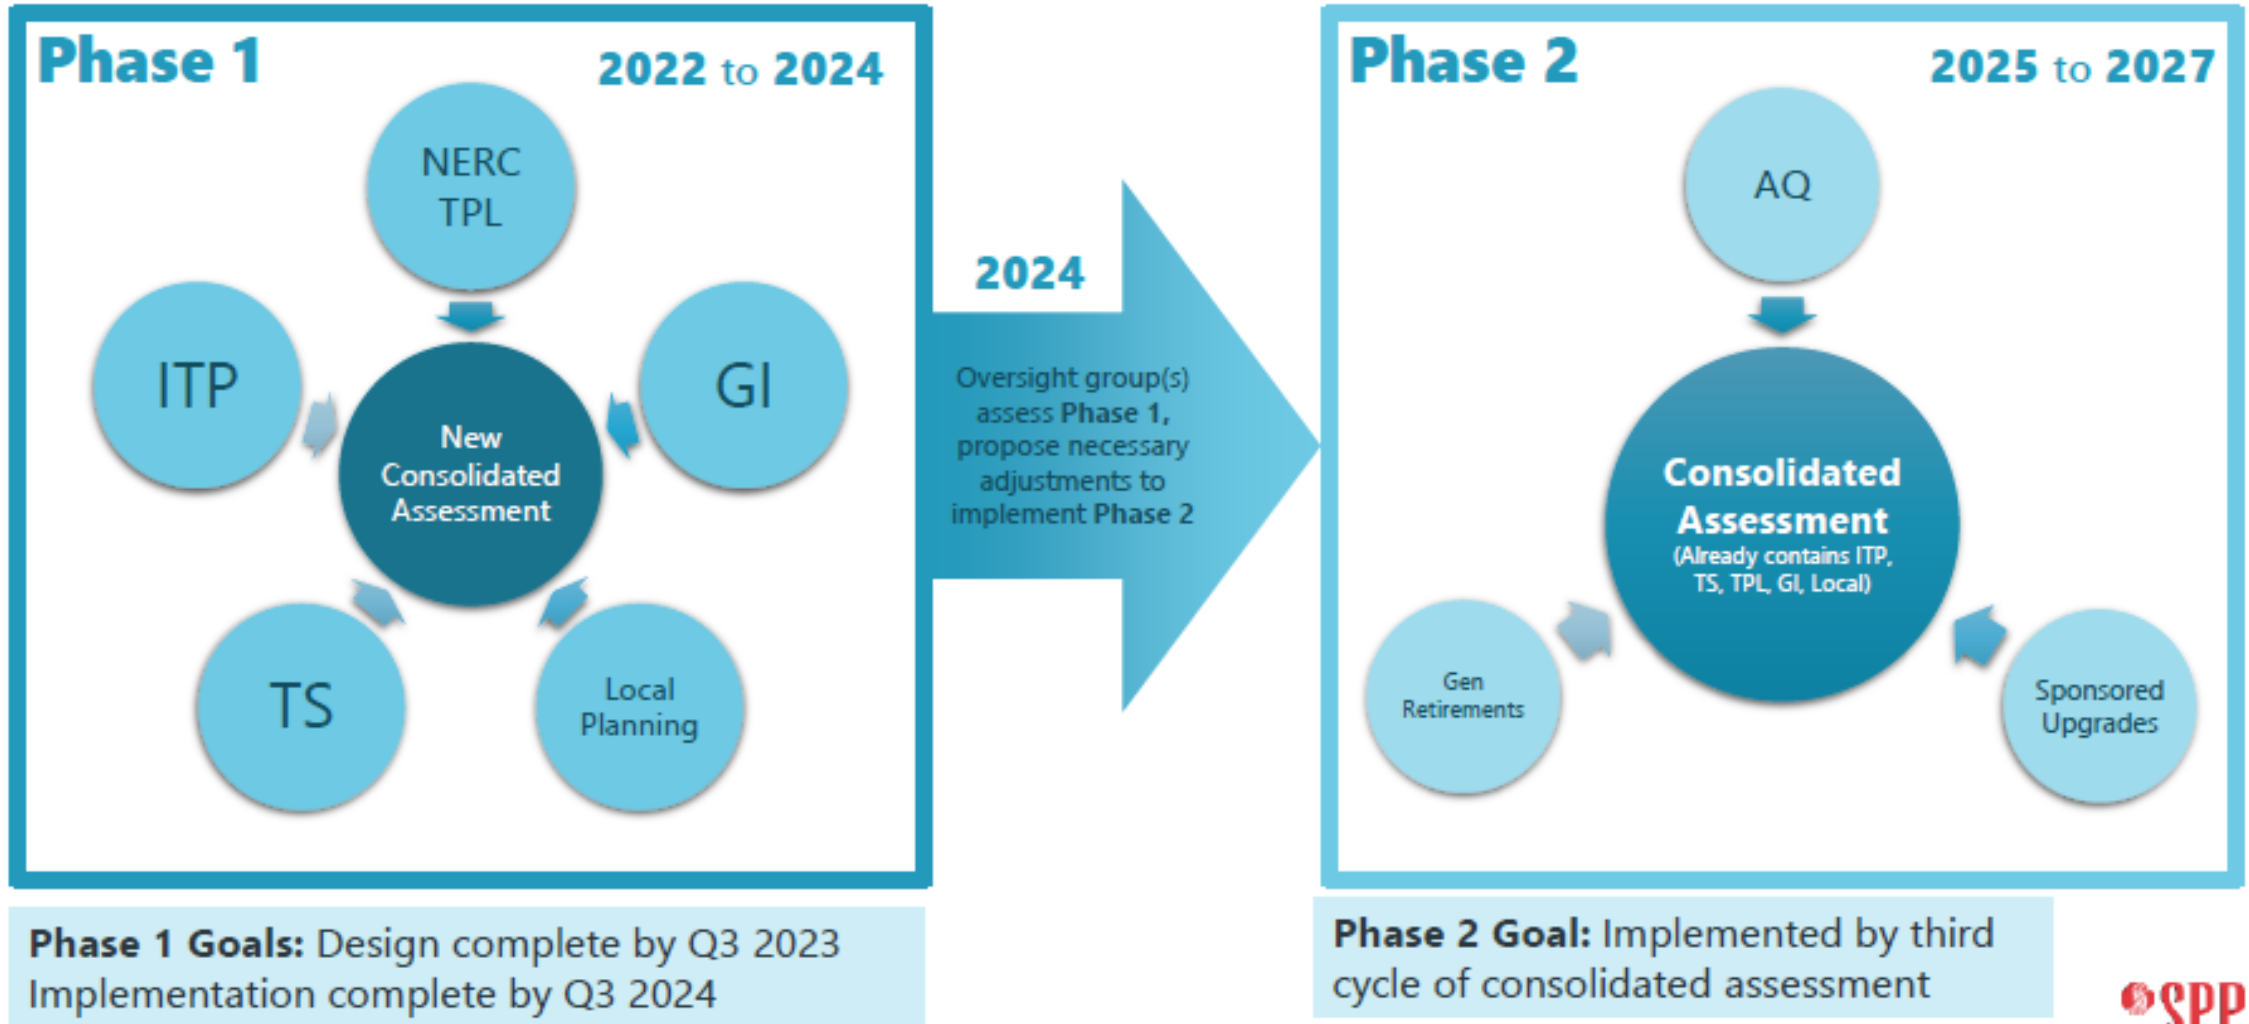 Phase 1
2022 to 2024
NERC
TPL
ITP
GI
New
Consolidated
Assessment
TS
Local
Planning
Phase 1 Goals: Design complete by Q3 2023
Implementation complete by Q3 2024
2024
Oversight group(s)
assess Phase 1,
propose necessary
adjustments to
implement Phase 2
Phase 2
2025 to 2027
AQ
Consolidated
Assessment
(Already contains ITP,
TS, TPL, GI, Local)
Gen
Retirements
Sponsored
Upgrades
Phase 2 Goal: Implemented by third
cycle of consolidated assessment
SPP